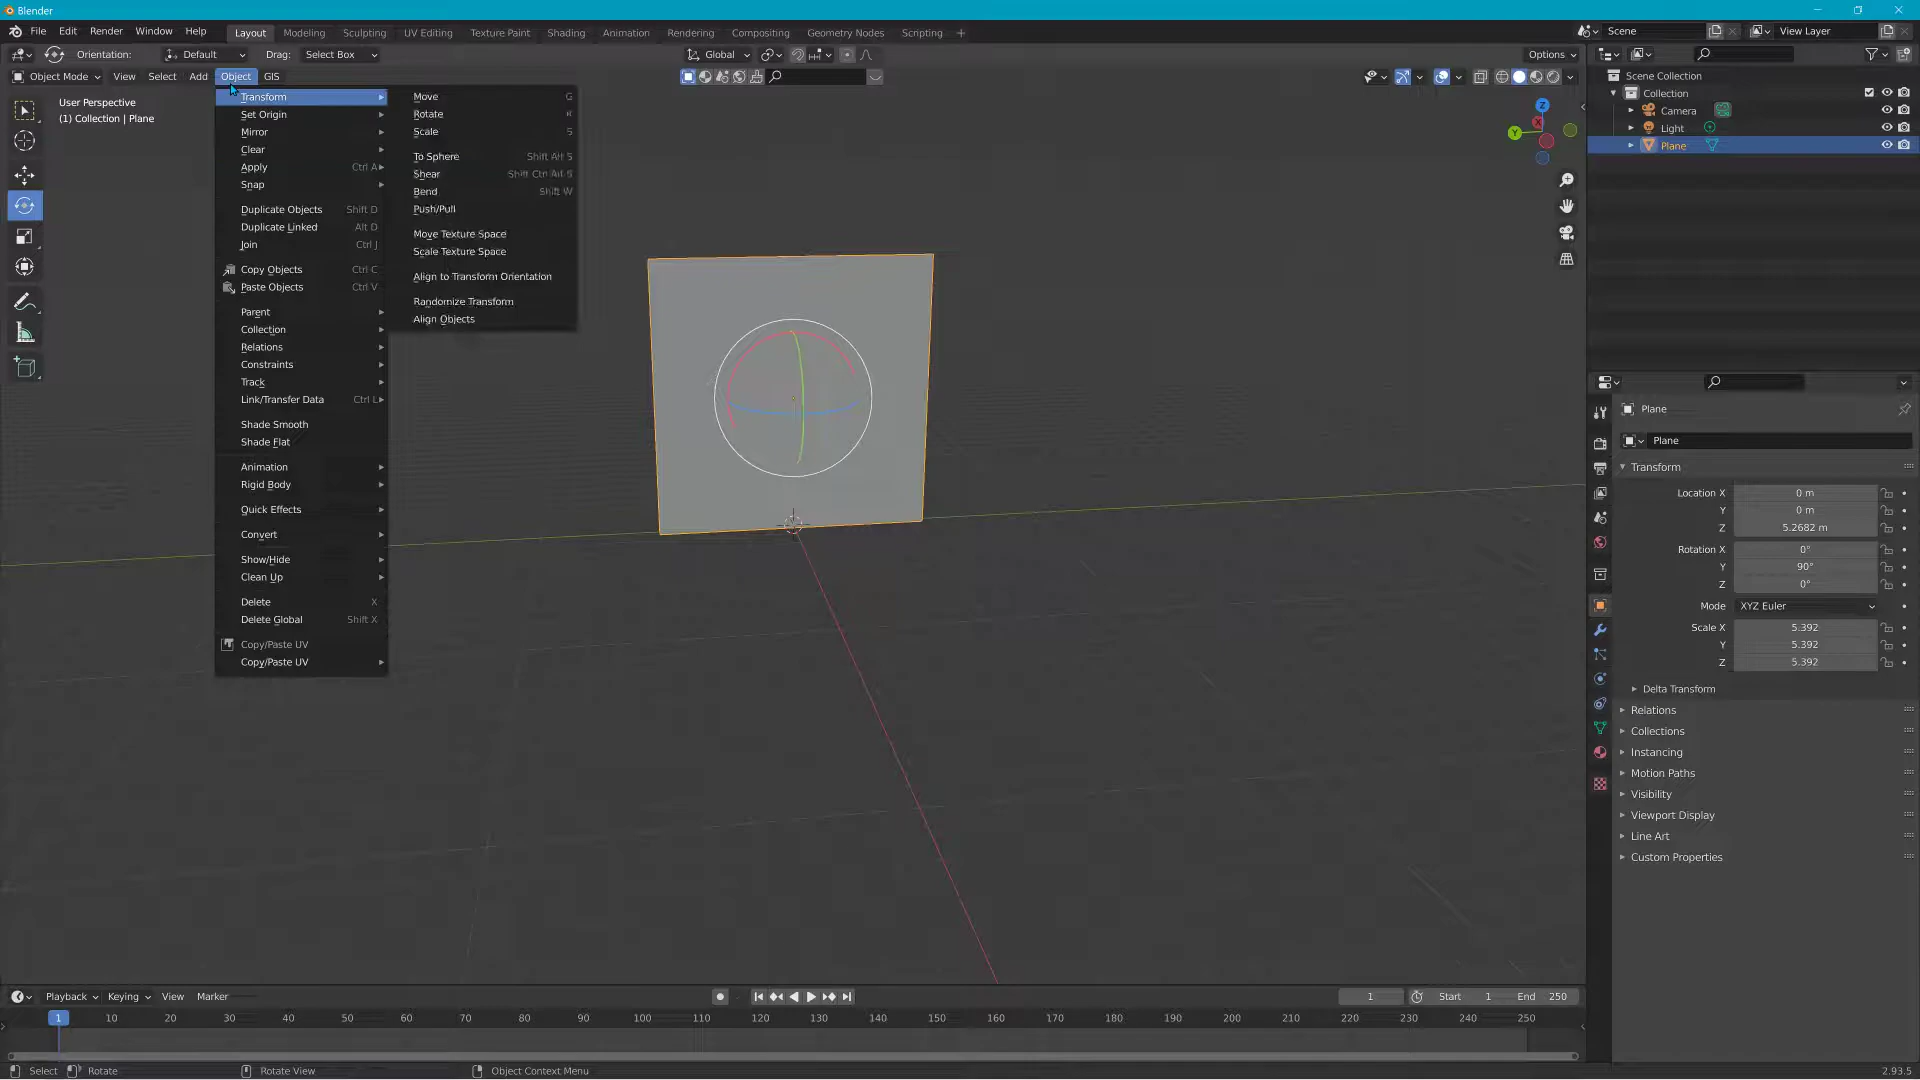 Blender
File Edit Render Window Help
Layout Modeling Sculpting UV Editing Texture Paint Shading Animation Rendering Compositing Geometry Nodes Scripting +
Scene
View Layer
Orientation: Default Drag: Select Box
Global
Options
Object Mode View Select Add Object GIS
User Perspective
(1) Collection | Plane
Transform
Set Origin
Mirror
Clear
Apply Ctrl A
Snap
Duplicate Objects Shift D
Duplicate Linked Alt D
Join Ctrl J
Copy Objects Ctrl C
Paste Objects Ctrl V
Parent
Collection
Relations
Constraints
Track
Link/Transfer Data Ctrl L
Shade Smooth
Shade Flat
Animation
Rigid Body
Quick Effects
Convert
Show/Hide
Clean Up
Delete X
Delete Global Shift X
Copy/Paste UV
Copy/Paste UV
Move G
Rotate R
Scale S
To Sphere Shift Alt S
Shear Shift Ctrl Alt S
Bend Shift W
Push/Pull
Move Texture Space
Scale Texture Space
Align to Transform Orientation
Randomize Transform
Align Objects
Z
X
Y
Scene Collection
Collection
Camera
Light
Plane
Plane
Plane
Transform
Location X 0 m
Y 0 m
Z 5.2682 m
Rotation X 0°
Y 90°
Z 0°
Mode XYZ Euler
Scale X 5.392
Y 5.392
Z 5.392
Delta Transform
Relations
Collections
Instancing
Motion Paths
Visibility
Viewport Display
Line Art
Custom Properties
Playback Keying View Marker
1 Start 1 End 250
1 10 20 30 40 50 60 70 80 90 100 110 120 130 140 150 160 170 180 190 200 210 220 230 240 250
Select Rotate Rotate View Object Context Menu 2.93.5